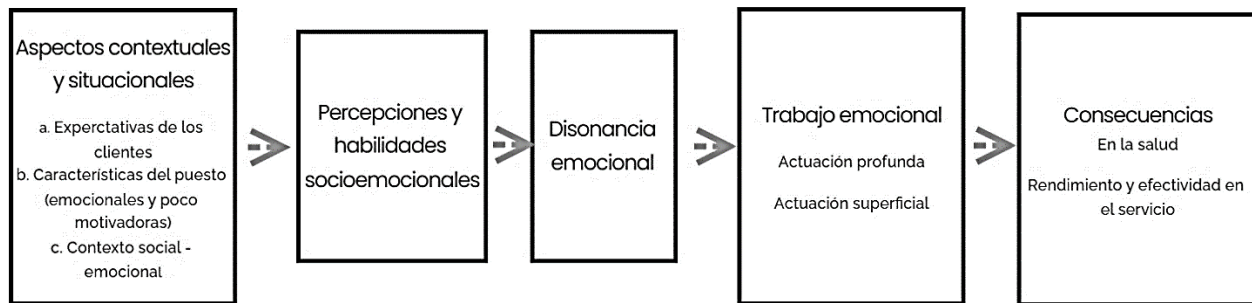 Aspectos contextuales
y situacionales
a. Experctativas de los
clientes
b. Características del puesto
(emocionales y poco
motivadoras)
c. Contexto social -
emocional
Percepciones y
habilidades
socioemocionales
Disonancia
emocional
Trabajo emocional
Actuación profunda
Actuación superficial
Consecuencias
En la salud
Rendimiento y efectividad en
el servicio